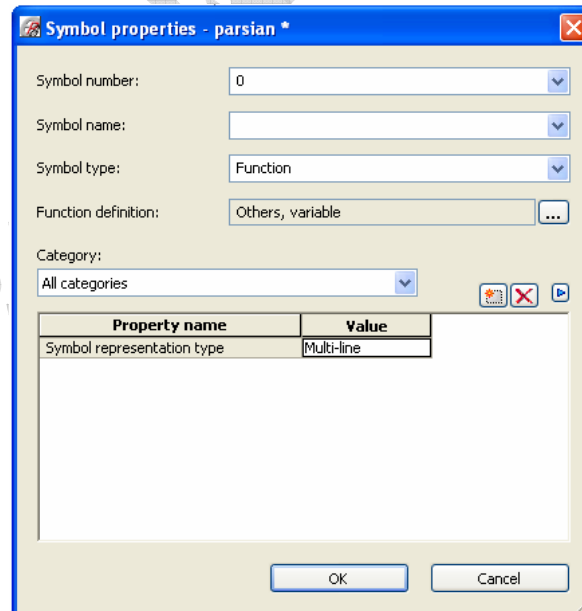 Symbol properties - parsian *
Symbol number: 0
Symbol name:
Symbol type: Function
Function definition: Others, variable ...
Category:
All categories
Property name Value
Symbol representation type Multi-line
OK Cancel